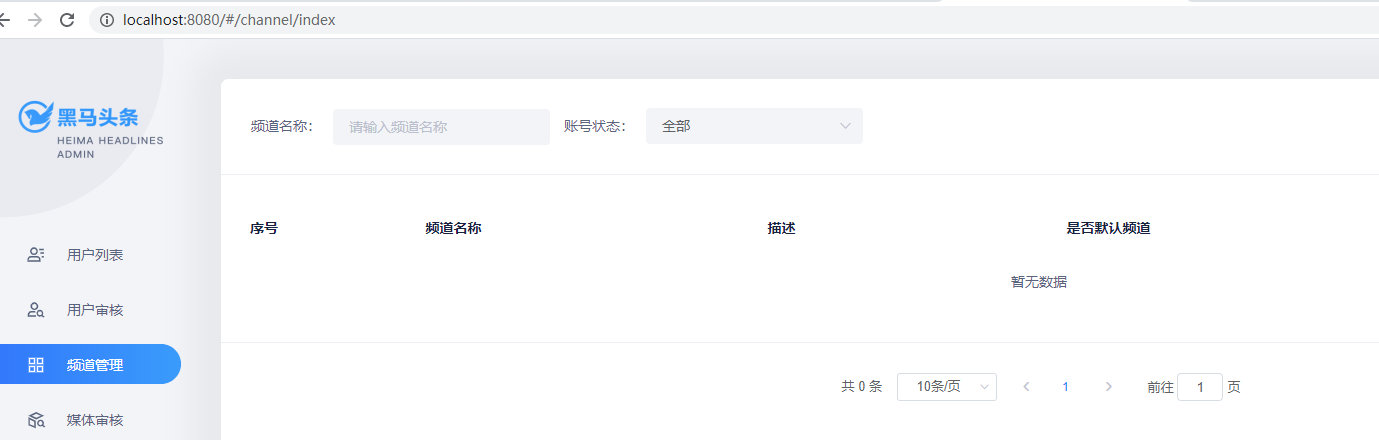 localhost:8080/#/channel/index
黑马头条
HEIMA HEADLINES
ADMIN
频道名称： 请输入频道名称 账号状态： 全部
序号 频道名称 描述 是否默认频道
暂无数据
用户列表
用户审核
频道管理
媒体审核
共 0 条 10条/页 1 前往 1 页